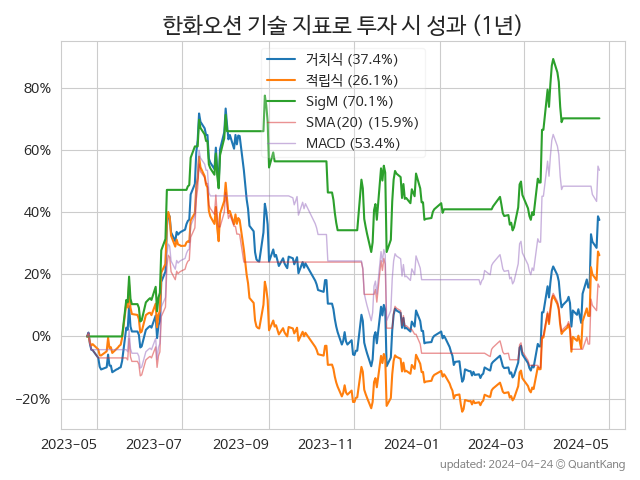 한화오션 기술 지표로 투자 시 성과 (1년)
거치식 (37.4%)
적립식 (26.1%)
SigM (70.1%)
SMA(20) (15.9%)
MACD (53.4%)
80%
60%
40%
20%
0%
−20%
2023-05 2023-07 2023-09 2023-11 2024-01 2024-03 2024-05
updated: 2024-04-24 © QuantKang